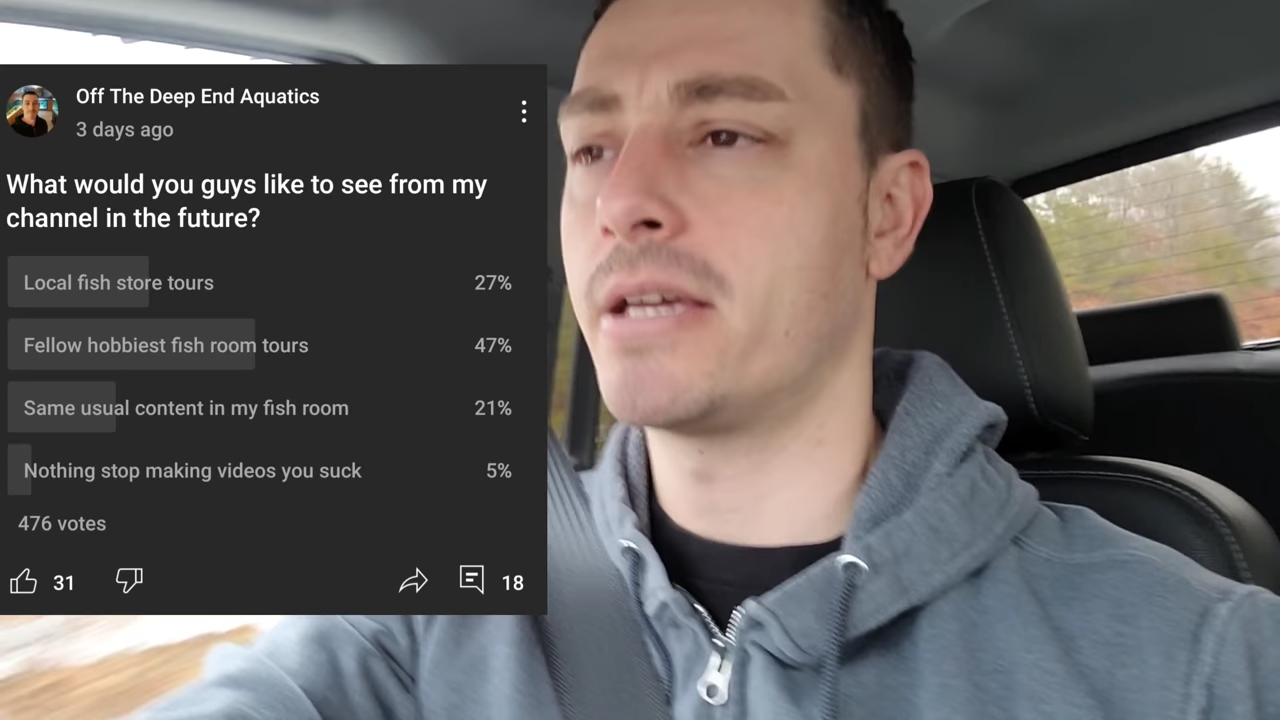 Off The Deep End Aquatics
3 days ago
What would you guys like to see from my
channel in the future?
Local fish store tours 27%
Fellow hobbiest fish room tours 47%
Same usual content in my fish room 21%
Nothing stop making videos you suck 5%
476 votes
31 18